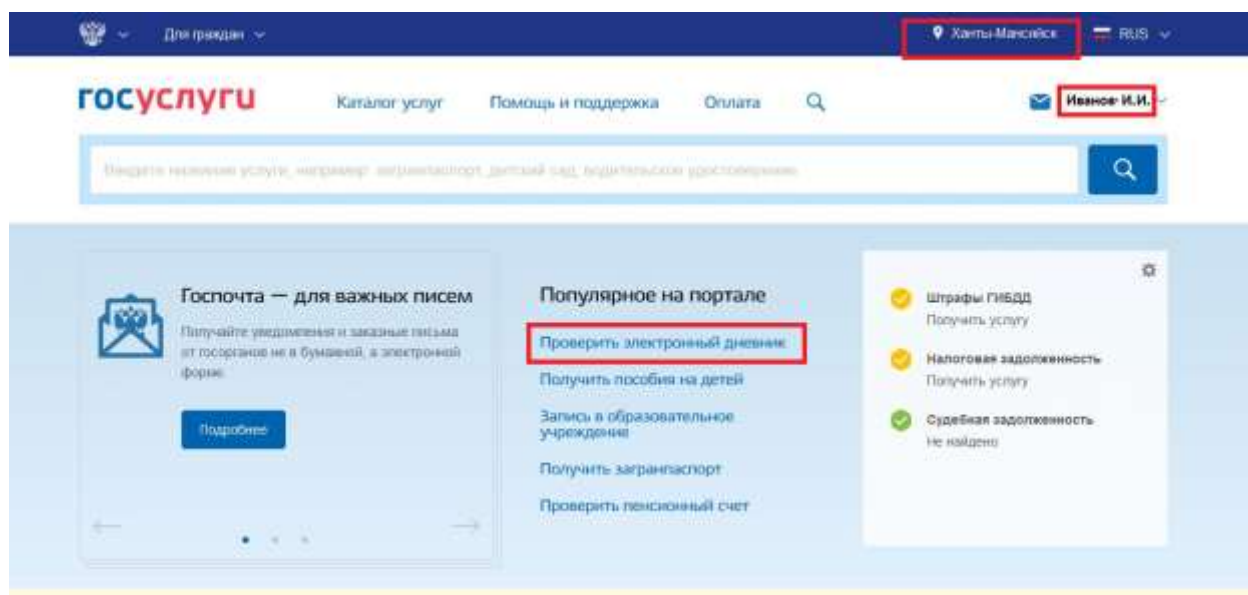 Для граждан
Ханты-Мансийск
RUS
госуслуги
Каталог услуг
Помощь и поддержка
Оплата
Иванов И.И.
Введите название услуги, например: загранпаспорт, детский сад, водительское удостоверение
Госпочта — для важных писем
Получайте уведомления и заказные письма
от госорганов не в бумажной, а электронной
форме.
Подробнее
Популярное на портале
Проверить электронный дневник
Получить пособия на детей
Запись в образовательное
учреждение
Получить загранпаспорт
Проверить пенсионный счет
Штрафы ГИБДД
Получить услугу
Налоговая задолженность
Получить услугу
Судебная задолженность
Не найдено